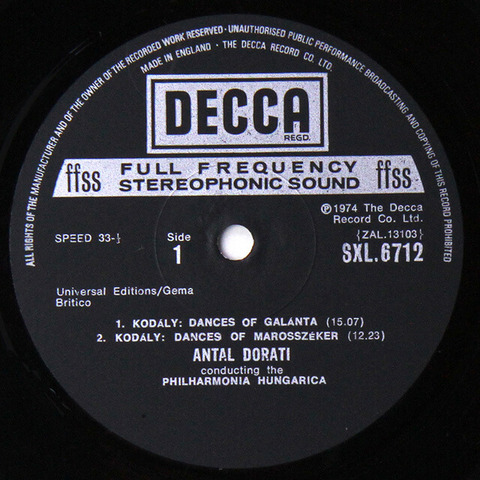 ALL RIGHTS OF THE MANUFACTURER AND OF THE OWNER OF THE RECORDED WORK RESERVED · UNAUTHORISED PUBLIC PERFORMANCE BROADCASTING AND COPYING OF THIS RECORD PROHIBITED
MADE IN ENGLAND · THE DECCA RECORD CO. LTD.
DECCA
REGD.
ffss FULL FREQUENCY STEREOPHONIC SOUND ffss
℗1974 The Decca
Record Co. Ltd.
SPEED 33-⅓
Side
1
{ZAL.13103}
SXL.6712
Universal Editions/Gema
Britico
1. KODÁLY: DANCES OF GALÁNTA (15.07)
2. KODÁLY: DANCES OF MAROSSZÉKER (12.23)
ANTAL DORATI
conducting the
PHILHARMONIA HUNGARICA